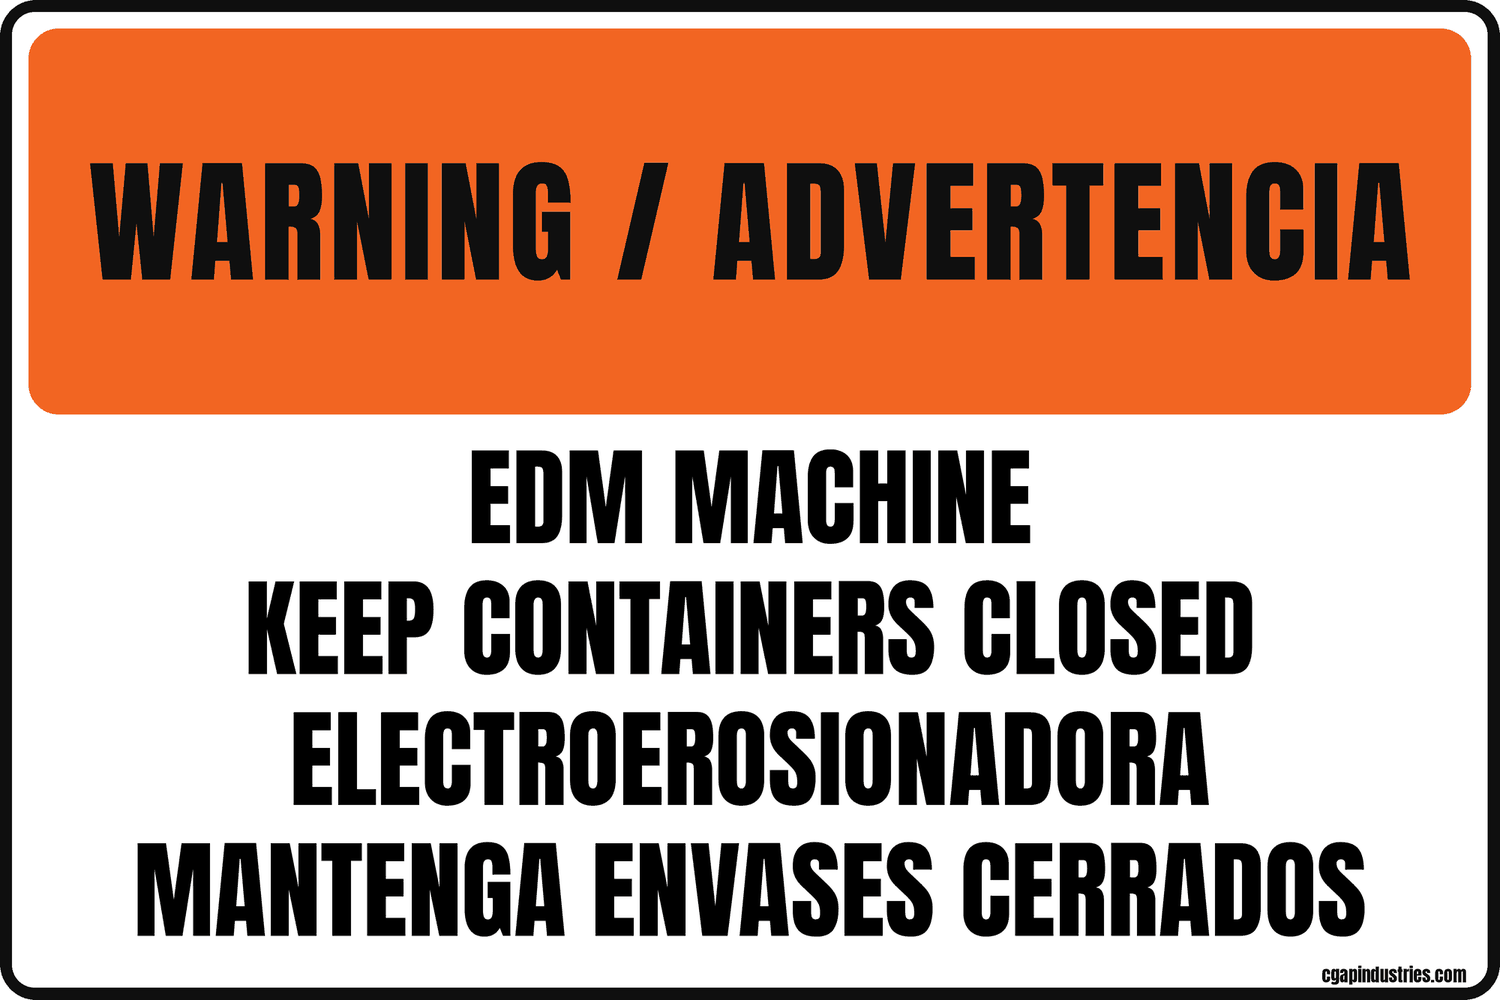 WARNING / ADVERTENCIA
EDM MACHINE
KEEP CONTAINERS CLOSED
ELECTROEROSIONADORA
MANTENGA ENVASES CERRADOS
cgapindustries.com